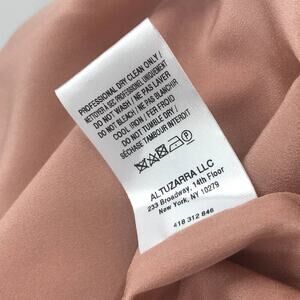 PROFESSIONAL DRY CLEAN ONLY /
NETTOYER A SEC PROFESSIONEL UNIQUEMENT
DO NOT WASH / NE PAS LAVER
DO NOT BLEACH / NE PAS BLANCHIR
COOL IRON / FER FROID
DO NOT TUMBLE DRY /
SÉCHAGE TAMBOUR INTERDIT
ALTUZARRA LLC
233 Broadway, 14th Floor
New York, NY 10279
418 312 846